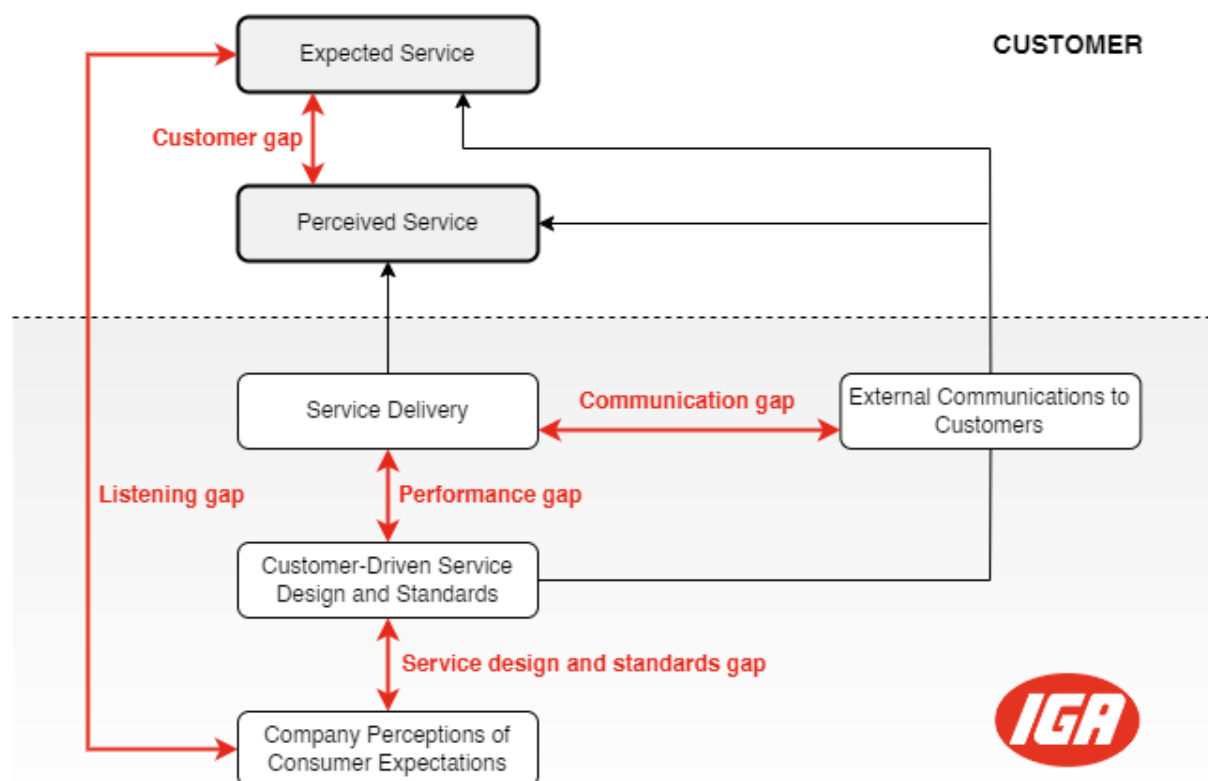 Expected Service
CUSTOMER
Customer gap
Perceived Service
Service Delivery
Communication gap
External Communications to
Customers
Listening gap
Performance gap
Customer-Driven Service
Design and Standards
Service design and standards gap
Company Perceptions of
Consumer Expectations
IGA